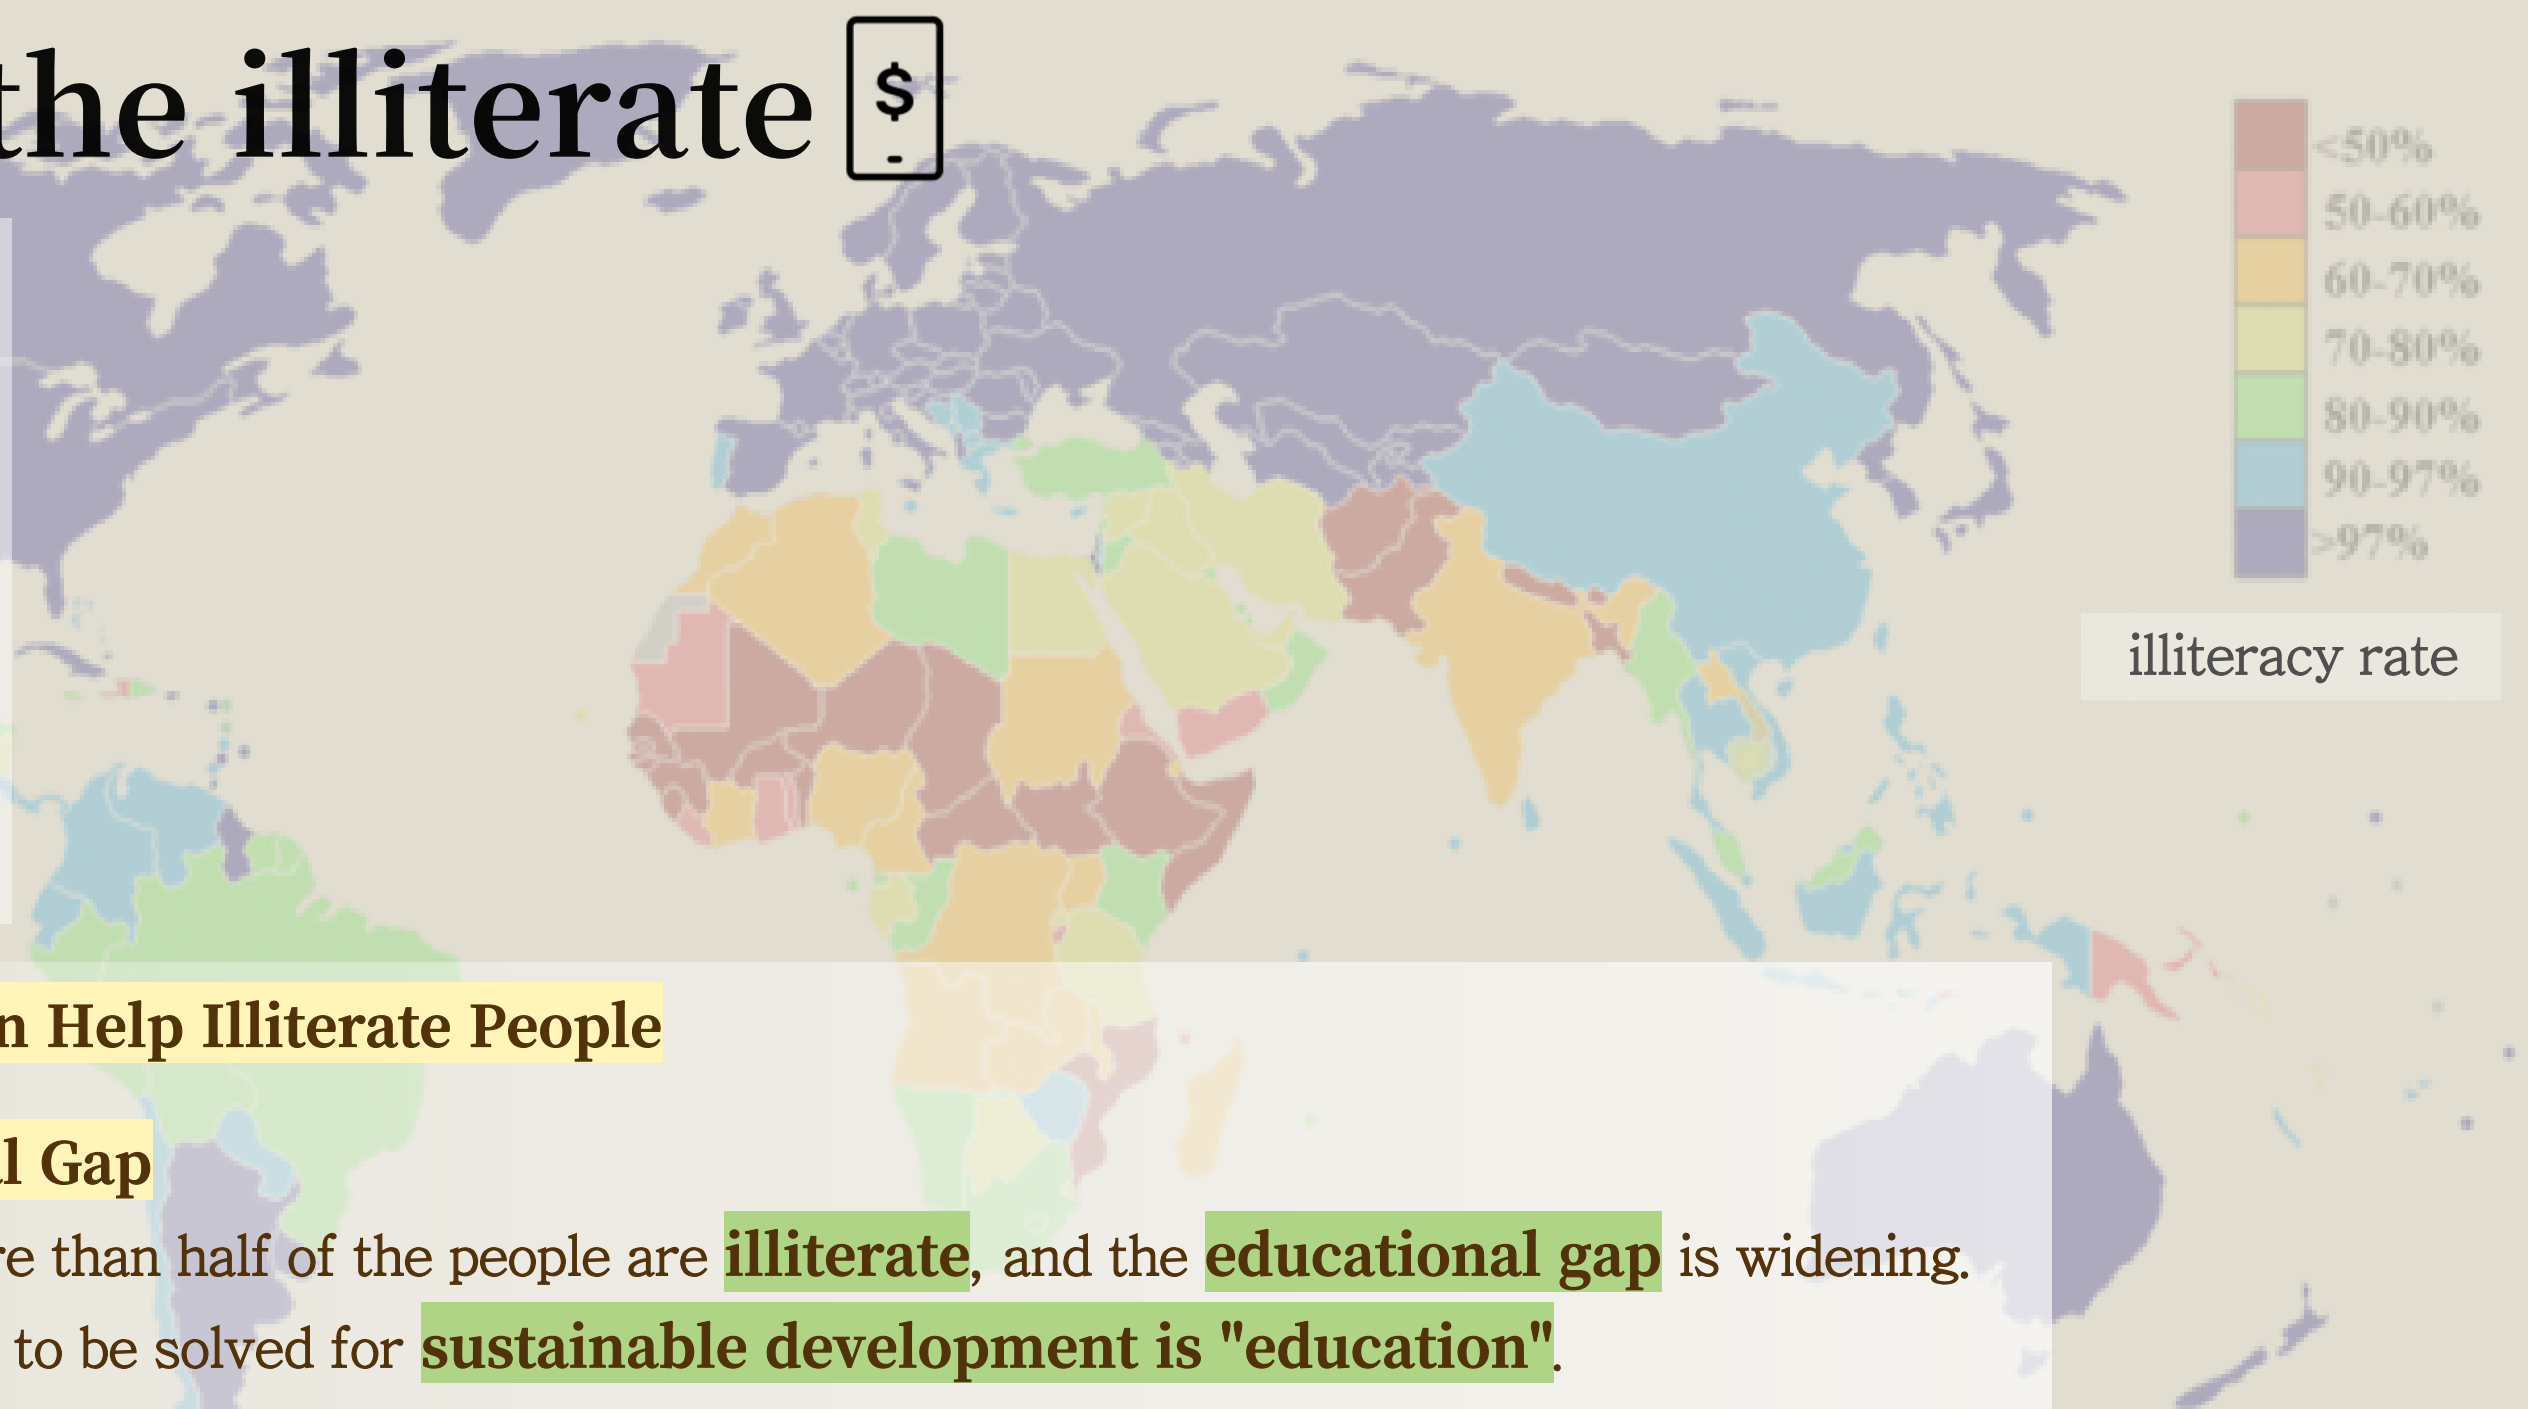 the illiterate
$
<50%
50-60%
60-70%
70-80%
80-90%
90-97%
>97%
illiteracy rate
n Help Illiterate People
l Gap
re than half of the people are illiterate, and the educational gap is widening.
to be solved for sustainable development is "education".